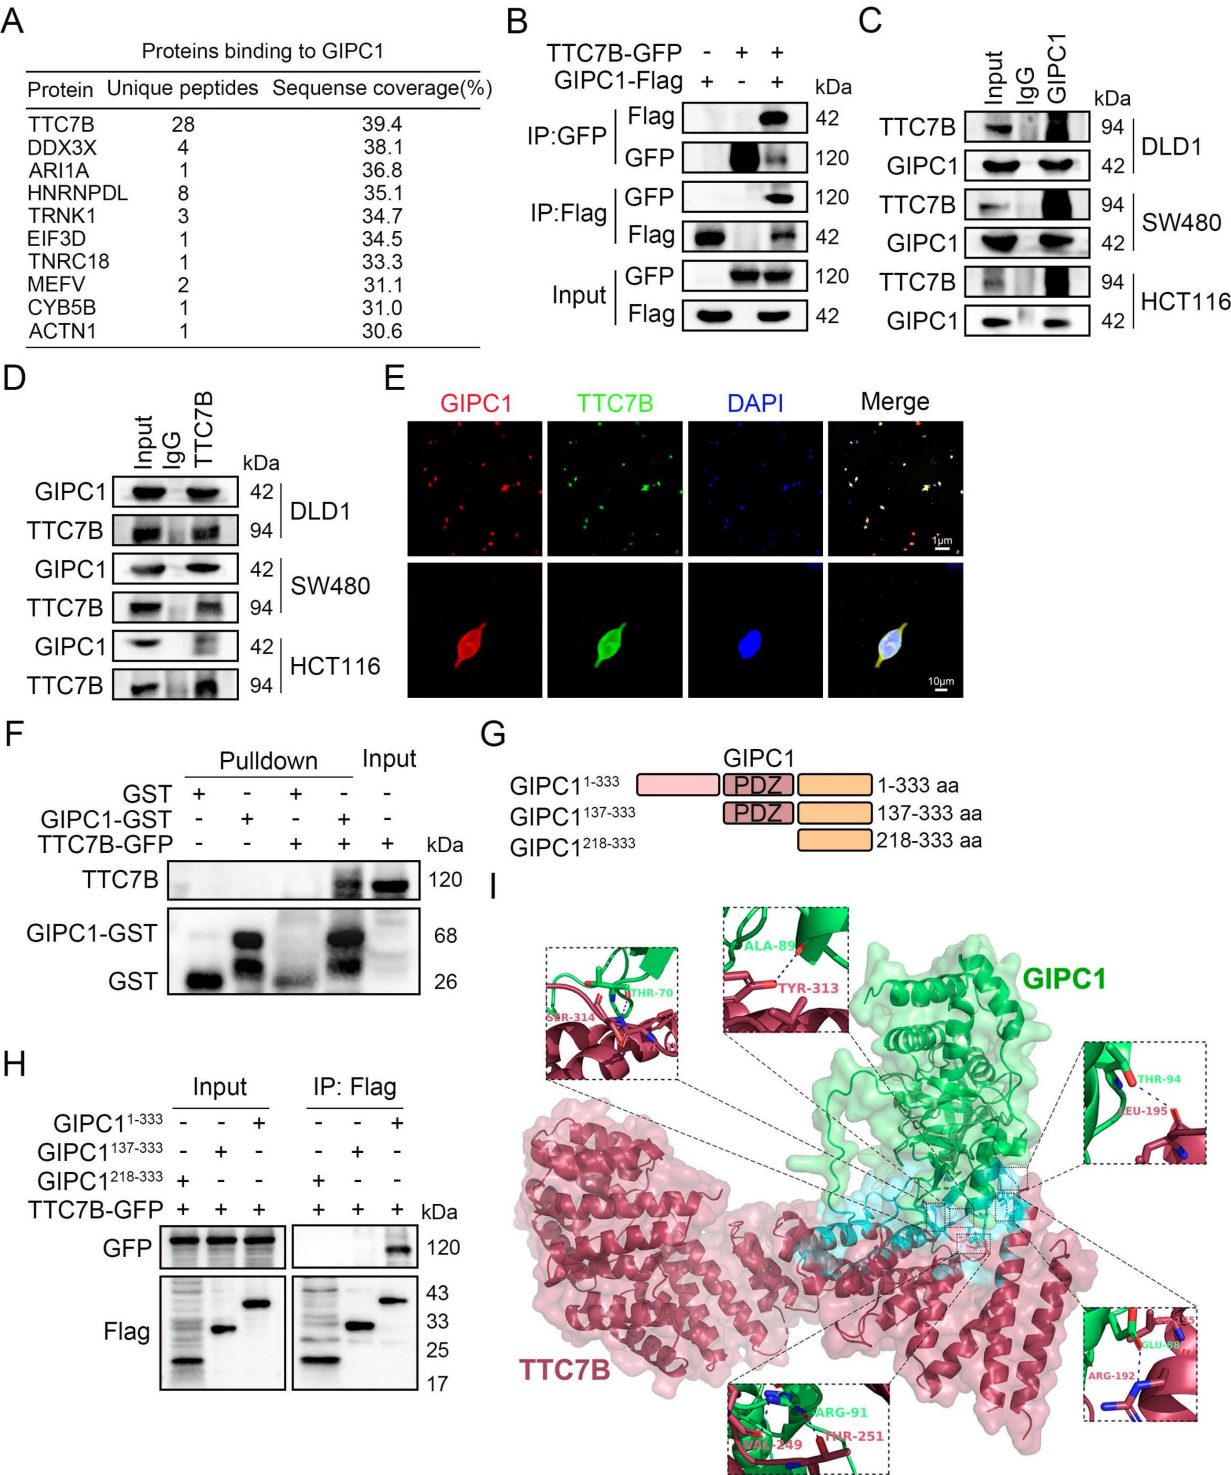 A
Proteins binding to GIPC1
Protein Unique peptides Sequense coverage(%)
TTC7B 28 39.4
DDX3X 4 38.1
ARI1A 1 36.8
HNRNPDL 8 35.1
TRNK1 3 34.7
EIF3D 1 34.5
TNRC18 1 33.3
MEFV 2 31.1
CYB5B 1 31.0
ACTN1 1 30.6
B
TTC7B-GFP - + +
GIPC1-Flag + - +
kDa
IP:GFP
Flag 42
GFP 120
IP:Flag
GFP 120
Flag 42
Input
GFP 120
Flag 42
C
Input IgG GIPC1
kDa
TTC7B 94
GIPC1 42
DLD1
TTC7B 94
GIPC1 42
SW480
TTC7B 94
GIPC1 42
HCT116
D
Input IgG TTC7B
kDa
GIPC1 42
TTC7B 94
DLD1
GIPC1 42
TTC7B 94
SW480
GIPC1 42
TTC7B 94
HCT116
E
GIPC1 TTC7B DAPI Merge
1μm
10μm
F
Pulldown Input
GST + - + - -
GIPC1-GST - + - + -
TTC7B-GFP - - + + +
kDa
TTC7B 120
GIPC1-GST 68
GST 26
G
GIPC1
GIPC1¹⁻³³³ PDZ 1-333 aa
GIPC1¹³⁷⁻³³³ PDZ 137-333 aa
GIPC1²¹⁸⁻³³³ 218-333 aa
H
Input IP: Flag
GIPC1¹⁻³³³ - - + - - +
GIPC1¹³⁷⁻³³³ - + - - + -
GIPC1²¹⁸⁻³³³ + - - + - -
TTC7B-GFP + + + + + +
kDa
GFP 120
Flag
43
33
25
17
I
THR-70
SER-314
ALA-89
TYR-313
GIPC1
THR-94
LEU-195
TTC7B
GLU-88
ARG-192
ARG-91
VAL-249 THR-251